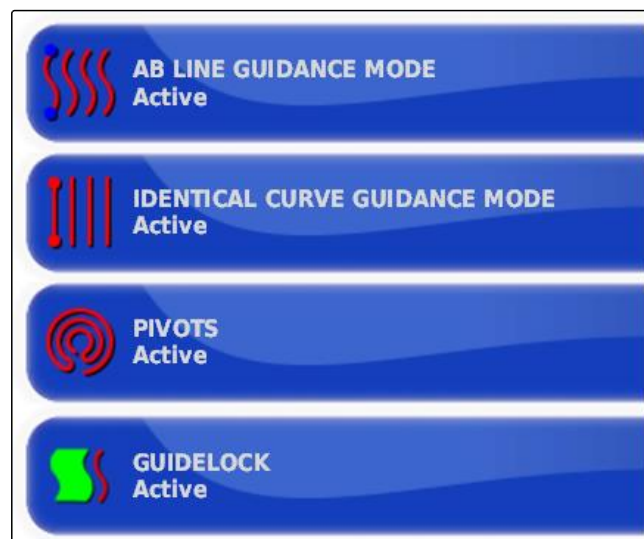 AB LINE GUIDANCE MODE
Active
IDENTICAL CURVE GUIDANCE MODE
Active
PIVOTS
Active
GUIDELOCK
Active